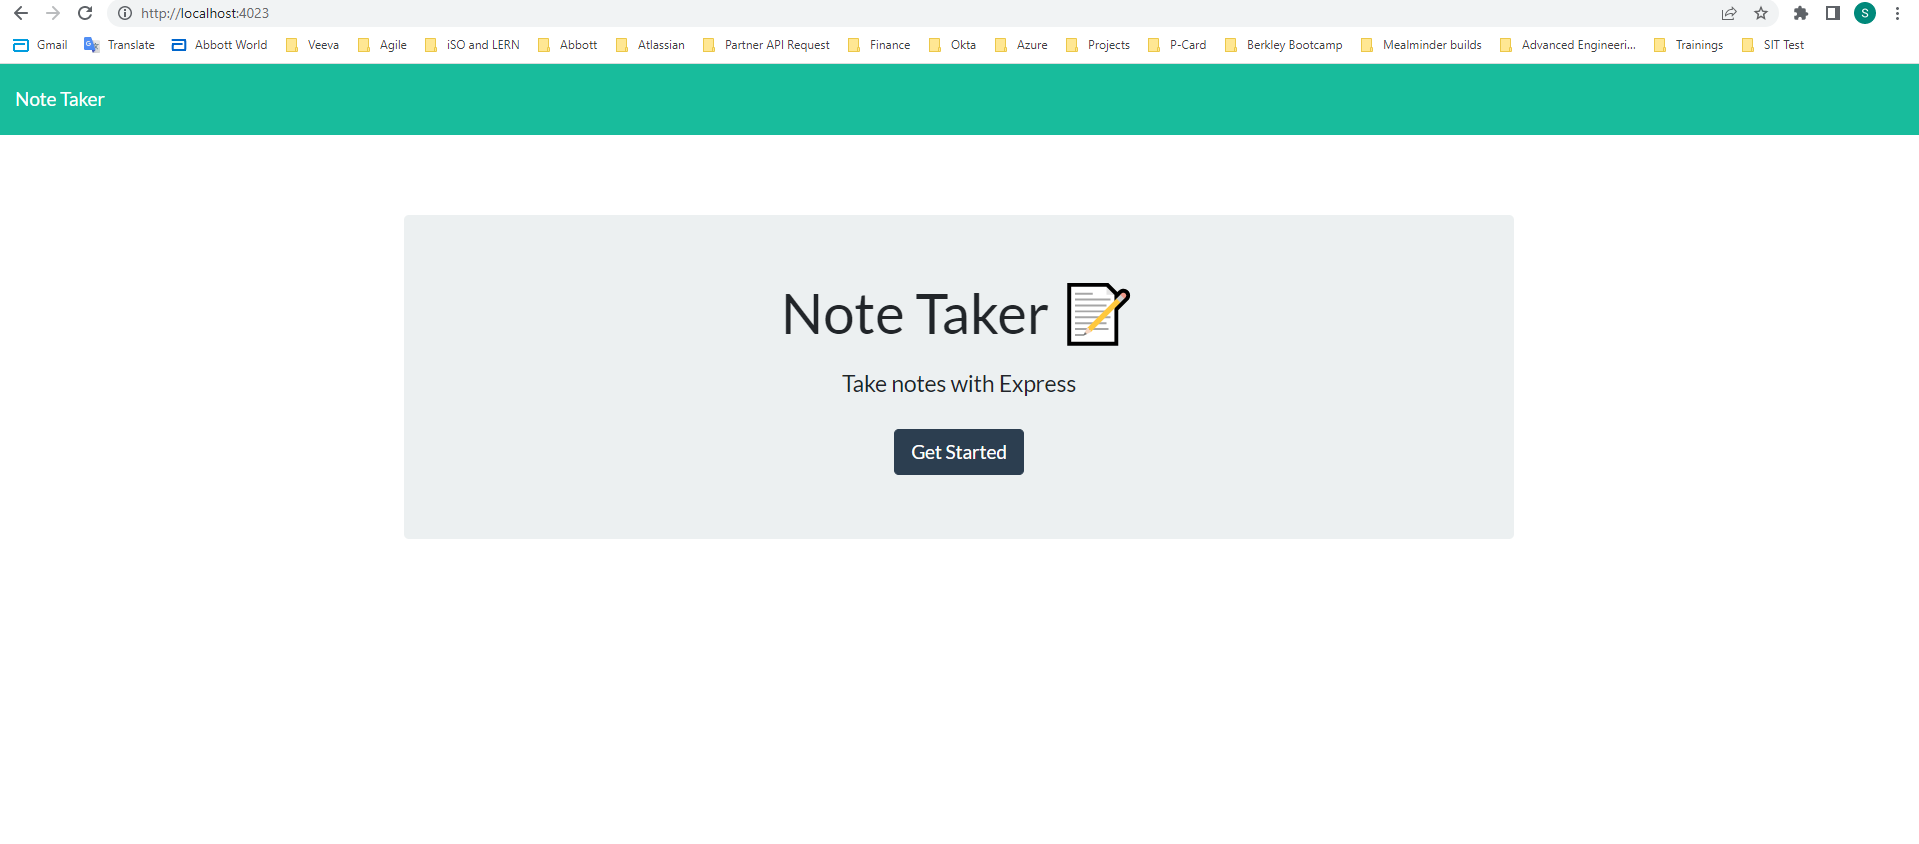 http://localhost:4023
S
Gmail Translate Abbott World Veeva Agile iSO and LERN Abbott Atlassian Partner API Request Finance Okta Azure Projects P-Card Berkley Bootcamp Mealminder builds Advanced Engineeri... Trainings SIT Test
Note Taker
Note Taker
Take notes with Express
Get Started